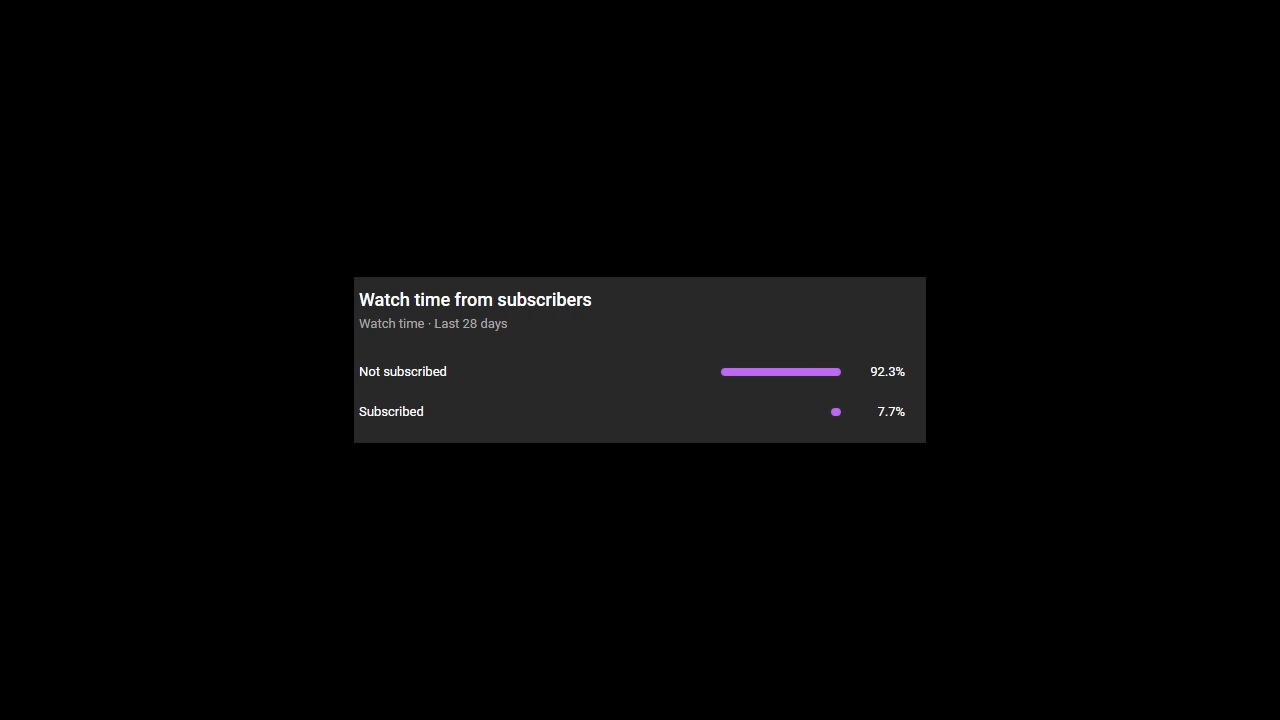 Watch time from subscribers
Watch time · Last 28 days
Not subscribed 92.3%
Subscribed 7.7%